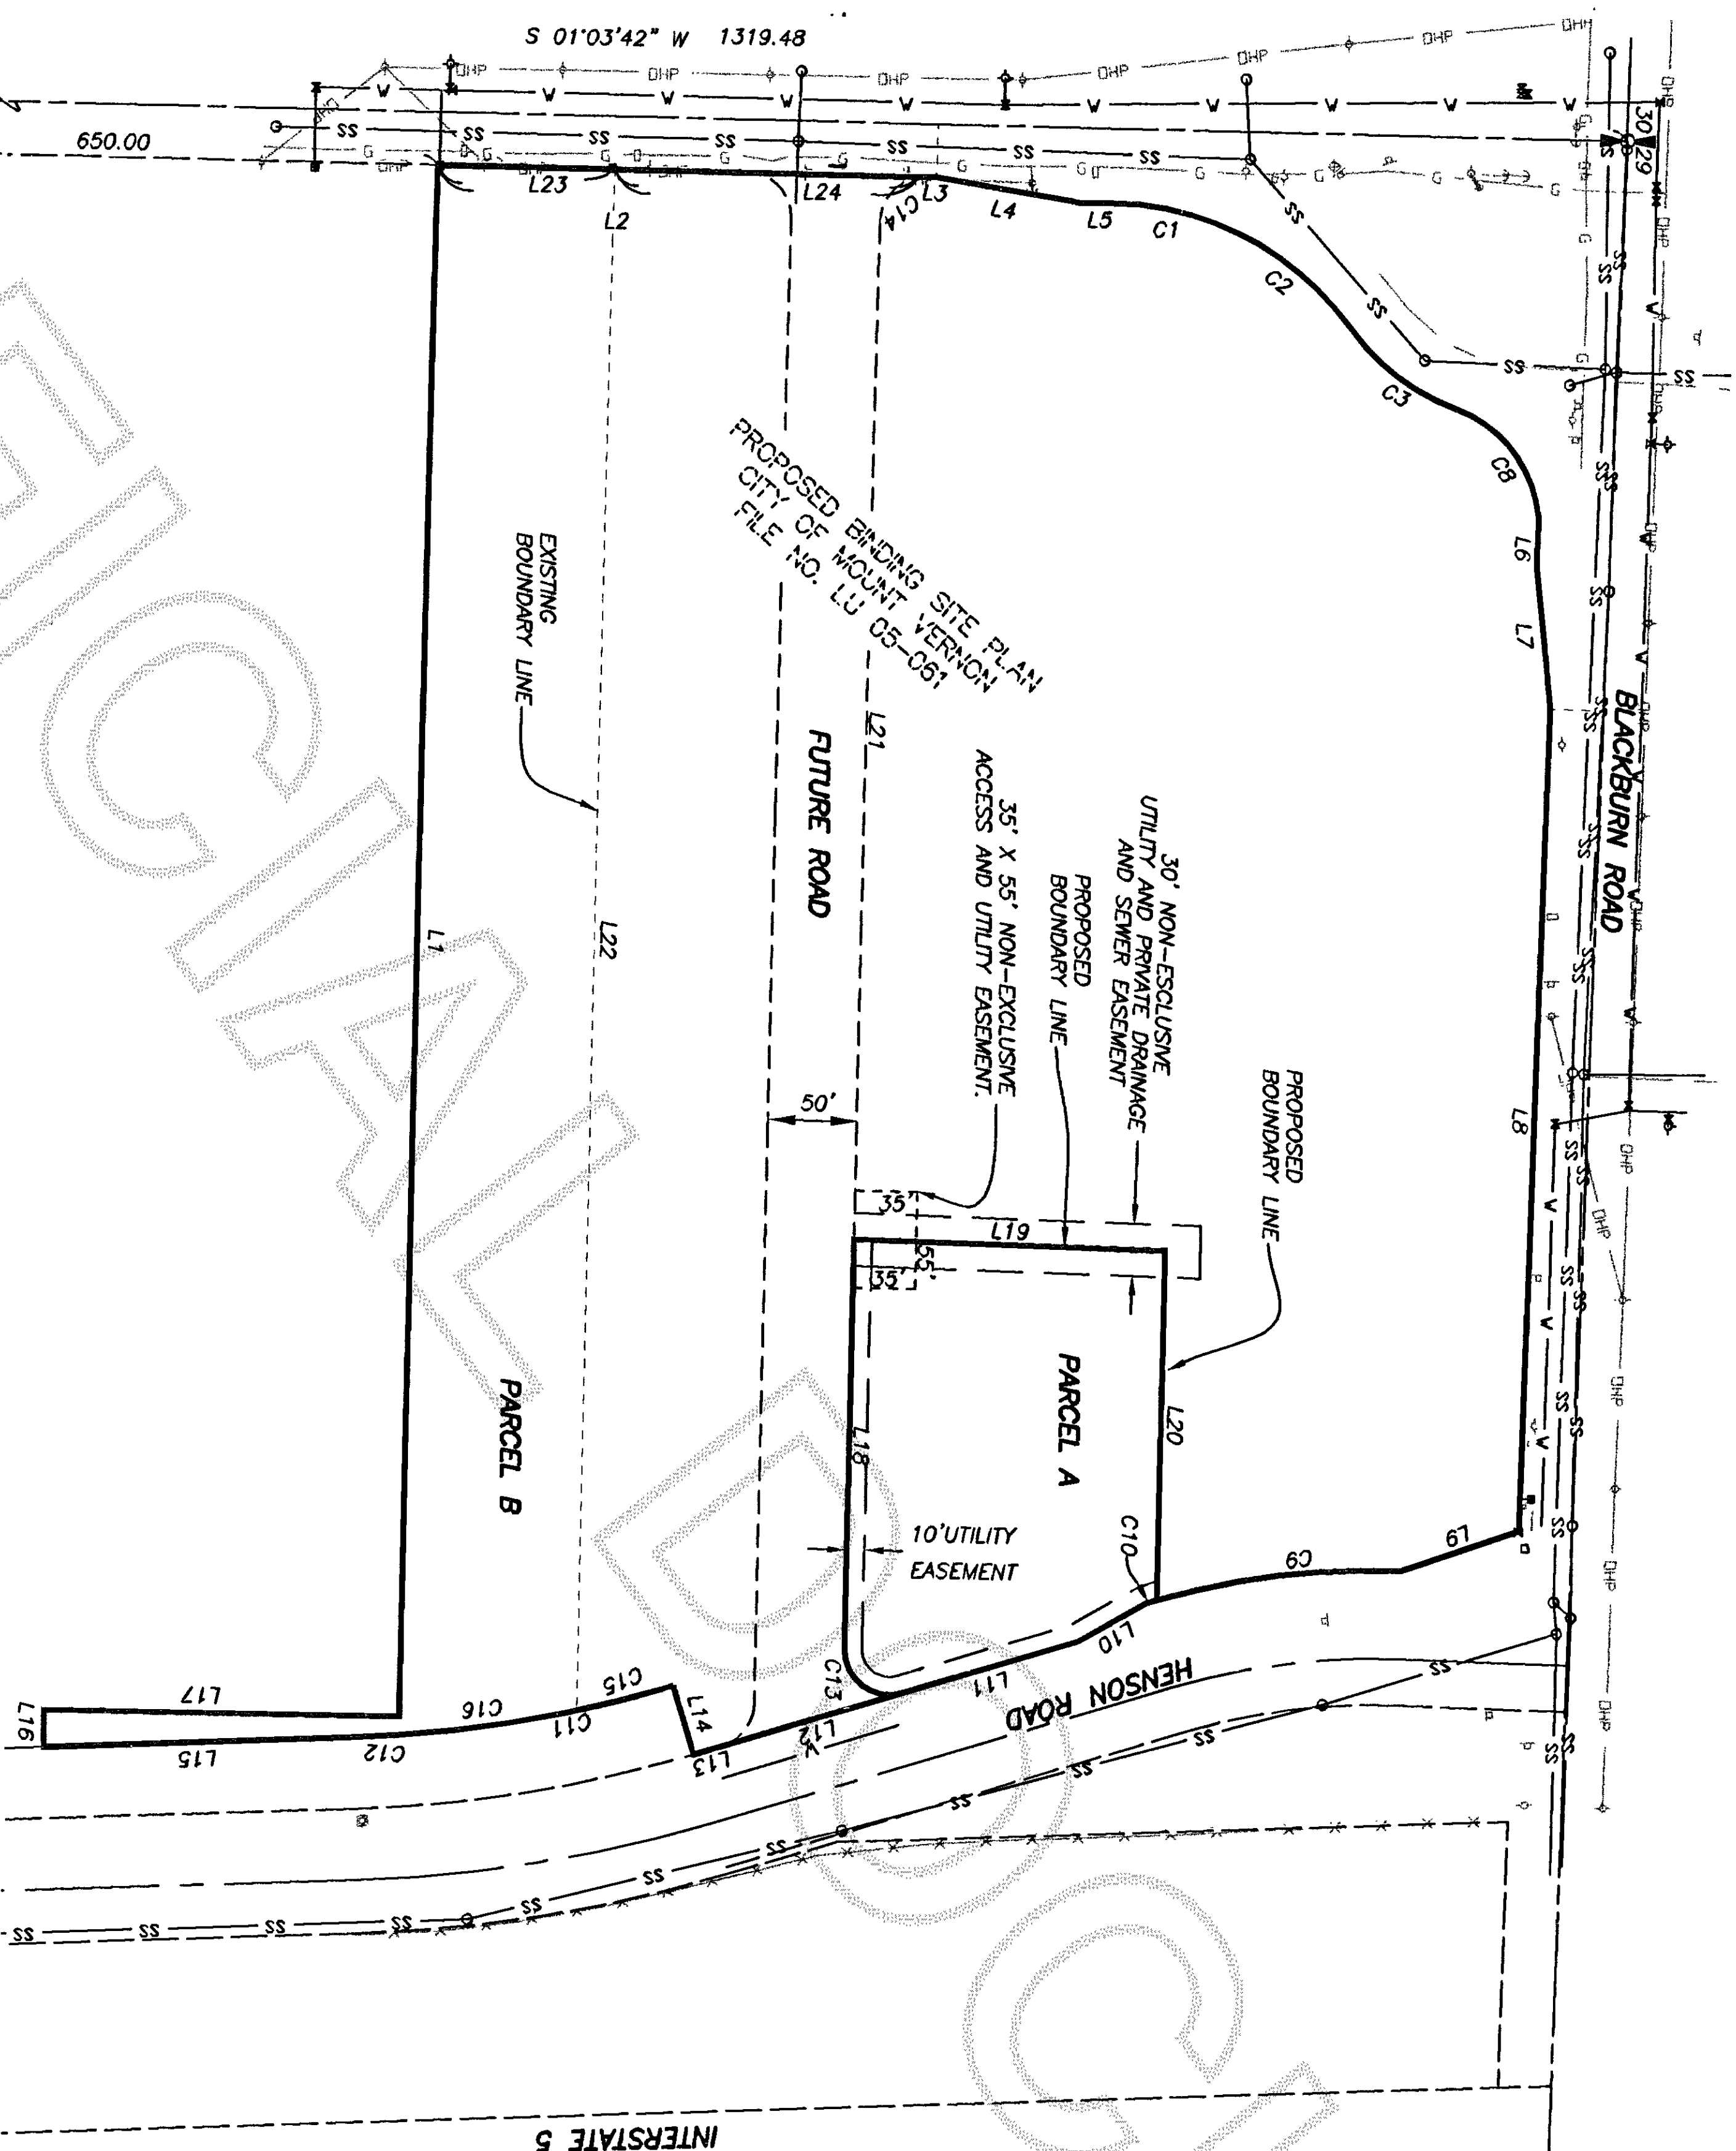 S 01°03'42" W 1319.48
650.00
30 29
BLACKBURN ROAD
L23
L24
L3
L2
C14
L4
L5
C1
C2
C3
C8
L6
L7
L8
L9
C9
C10
L10
L11
L12
L13
L14
C13
C15
C11
C16
C12
L15
L16
L17
L1
L22
L21
L18
L19
L20
PROPOSED BINDING SITE PLAN
CITY OF MOUNT VERNON
FILE NO. LU 05-061
EXISTING
BOUNDARY LINE
FUTURE ROAD
50'
35' X 55' NON-EXCLUSIVE
ACCESS AND UTILITY EASEMENT.
PROPOSED
BOUNDARY LINE
30' NON-ESCLUSIVE
UTILITY AND PRIVATE DRAINAGE
AND SEWER EASEMENT
PROPOSED
BOUNDARY LINE
35'
55'
35'
PARCEL A
PARCEL B
10'UTILITY
EASEMENT
HENSON ROAD
INTERSTATE 5
OHP
W
SS
G